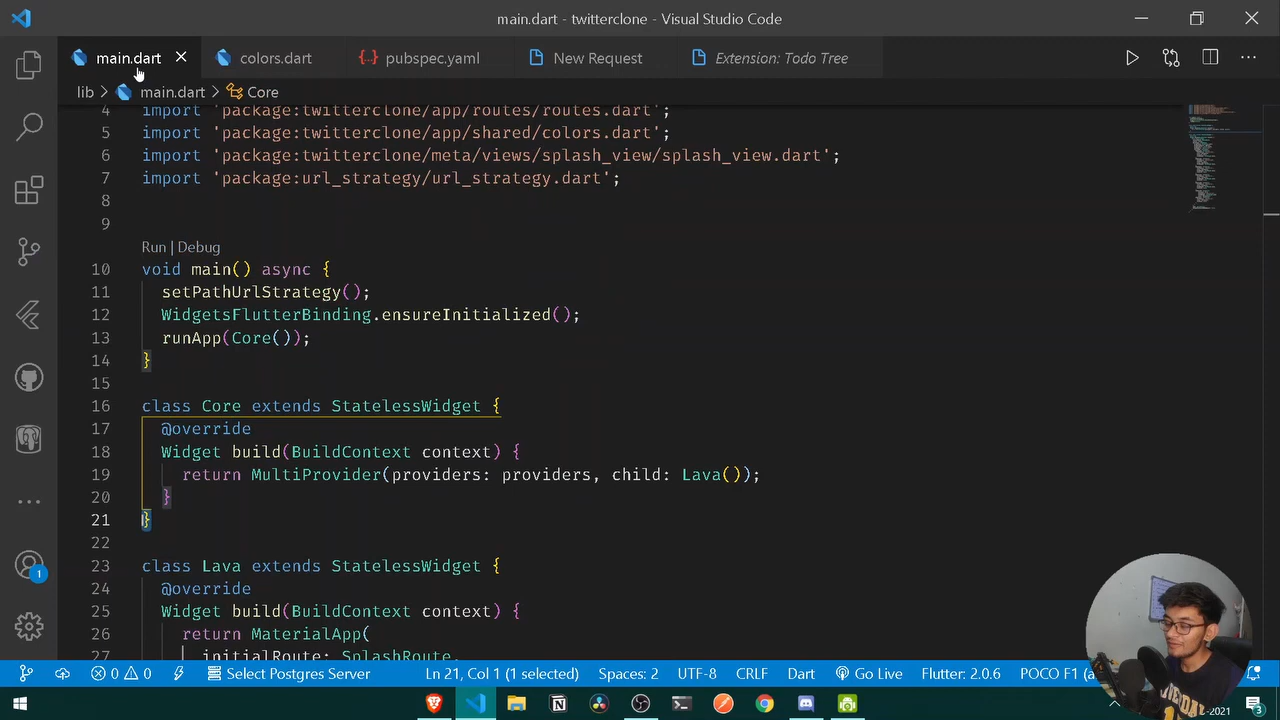 main.dart - twitterclone - Visual Studio Code
main.dart
colors.dart
pubspec.yaml
New Request
Extension: Todo Tree
lib
main.dart
Core
4 import 'package:twitterclone/app/routes/routes.dart';
5 import 'package:twitterclone/app/shared/colors.dart';
6 import 'package:twitterclone/meta/views/splash_view/splash_view.dart';
7 import 'package:url_strategy/url_strategy.dart';
8
9
Run | Debug
10 void main() async {
11 setPathUrlStrategy();
12 WidgetsFlutterBinding.ensureInitialized();
13 runApp(Core());
14 }
15
16 class Core extends StatelessWidget {
17 @override
18 Widget build(BuildContext context) {
19 return MultiProvider(providers: providers, child: Lava());
20 }
21 }
22
23 class Lava extends StatelessWidget {
24 @override
25 Widget build(BuildContext context) {
26 return MaterialApp(
27 initialRoute: SplashRoute,
1
0 0 Select Postgres Server Ln 21, Col 1 (1 selected) Spaces: 2 UTF-8 CRLF Dart Go Live Flutter: 2.0.6 POCO F1 (a
-2021
3